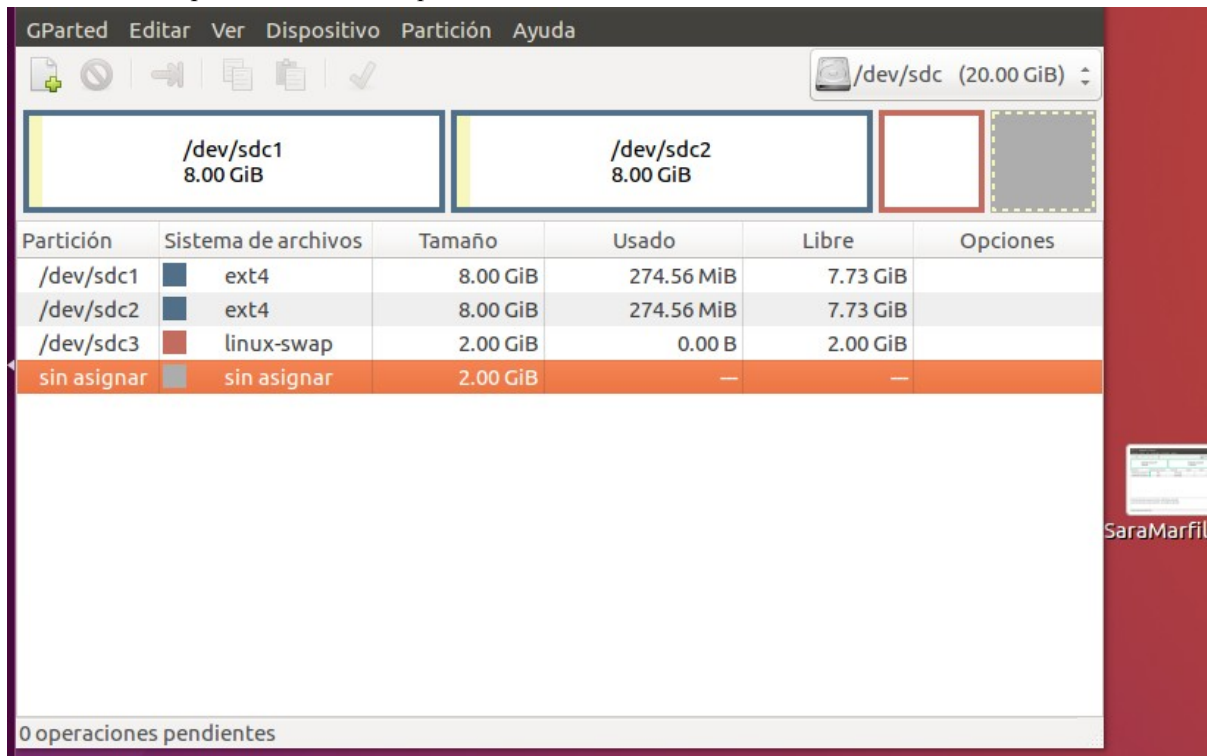 GParted Editar Ver Dispositivo Partición Ayuda
/dev/sdc (20.00 GiB)
/dev/sdc1
8.00 GiB
/dev/sdc2
8.00 GiB
Partición Sistema de archivos Tamaño Usado Libre Opciones
/dev/sdc1 ext4 8.00 GiB 274.56 MiB 7.73 GiB
/dev/sdc2 ext4 8.00 GiB 274.56 MiB 7.73 GiB
/dev/sdc3 linux-swap 2.00 GiB 0.00 B 2.00 GiB
sin asignar sin asignar 2.00 GiB — —
SaraMarfil
0 operaciones pendientes